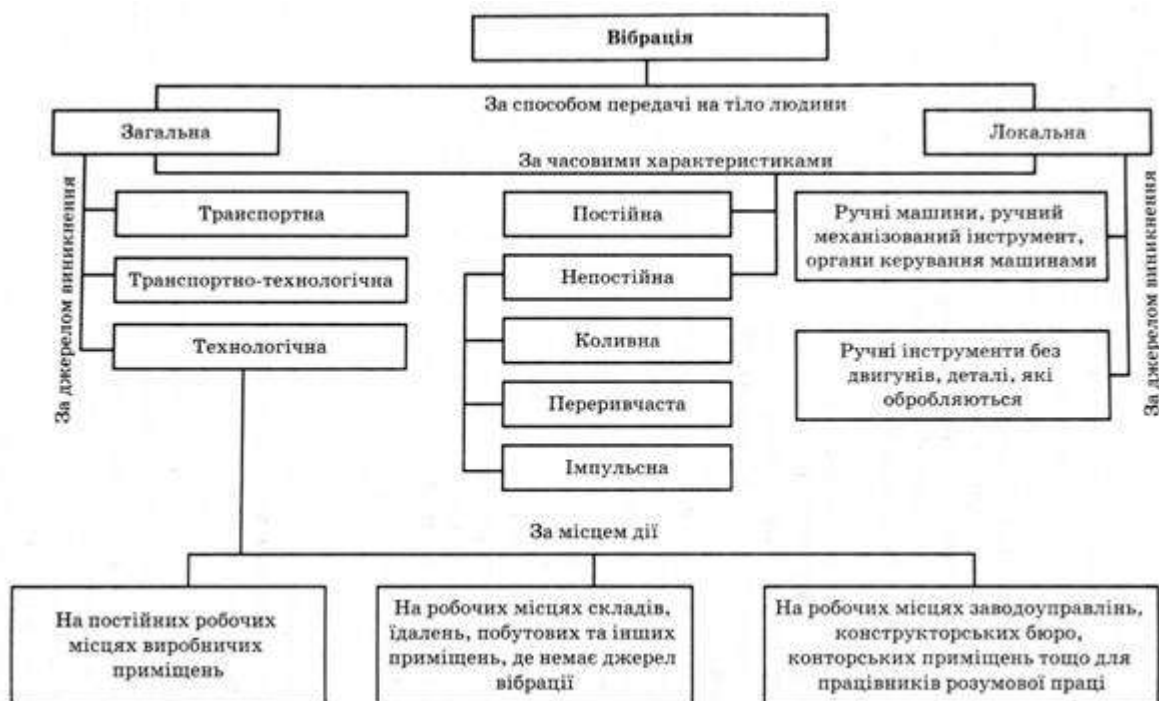 Вібрація
За способом передачі на тіло людини
Загальна
Локальна
За часовими характеристиками
За джерелом виникнення
Транспортна
Транспортно-технологічна
Технологічна
Постійна
Непостійна
Коливна
Переривчаста
Імпульсна
Ручні машини, ручний
механізований інструмент,
органи керування машинами
Ручні інструменти без
двигунів, деталі, які
обробляються
За джерелом виникнення
За місцем дії
На постійних робочих
місцях виробничих
приміщень
На робочих місцях складів,
їдалень, побутових та інших
приміщень, де немає джерел
вібрації
На робочих місцях заводоуправлінь,
конструкторських бюро,
конторських приміщень тощо для
працівників розумової праці